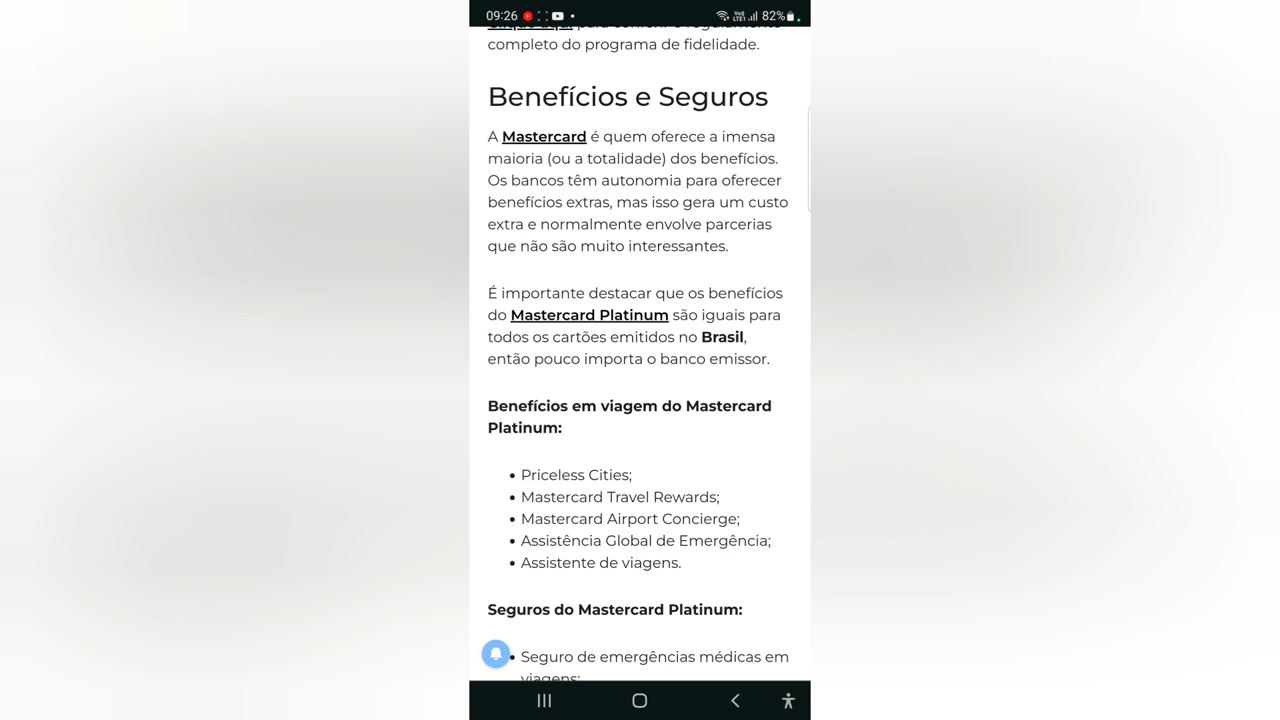 09:26
Vo))
LTE1
82%
completo do programa de fidelidade.
Benefícios e Seguros
A Mastercard é quem oferece a imensa
maioria (ou a totalidade) dos benefícios.
Os bancos têm autonomia para oferecer
benefícios extras, mas isso gera um custo
extra e normalmente envolve parcerias
que não são muito interessantes.
É importante destacar que os benefícios
do Mastercard Platinum são iguais para
todos os cartões emitidos no Brasil,
então pouco importa o banco emissor.
Benefícios em viagem do Mastercard
Platinum:
• Priceless Cities;
• Mastercard Travel Rewards;
• Mastercard Airport Concierge;
• Assistência Global de Emergência;
• Assistente de viagens.
Seguros do Mastercard Platinum:
• Seguro de emergências médicas em
viagens;